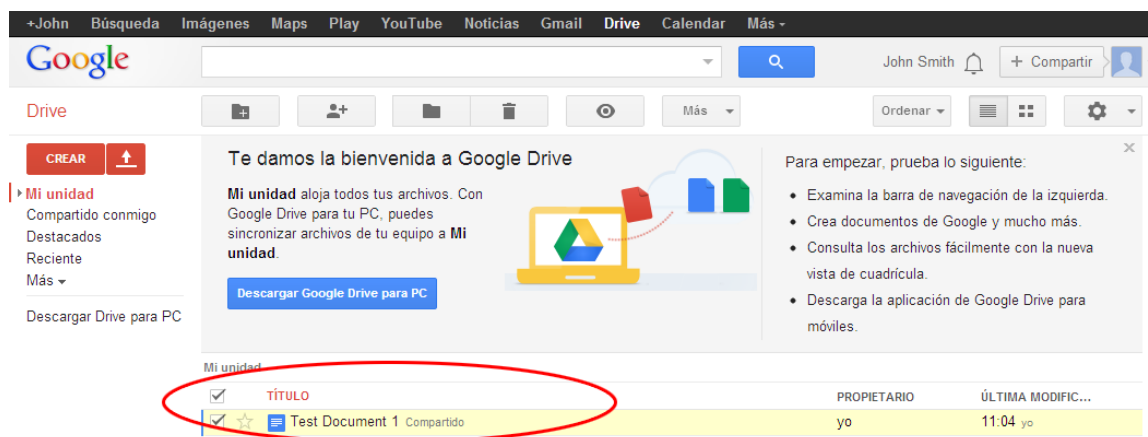 +John Búsqueda Imágenes Maps Play YouTube Noticias Gmail Drive Calendar Más
Google
John Smith + Compartir
Drive
Más
Ordenar
CREAR
Mi unidad
Compartido conmigo
Destacados
Reciente
Más
Descargar Drive para PC
Te damos la bienvenida a Google Drive
Mi unidad aloja todos tus archivos. Con
Google Drive para tu PC, puedes
sincronizar archivos de tu equipo a Mi
unidad.
Descargar Google Drive para PC
Para empezar, prueba lo siguiente:
• Examina la barra de navegación de la izquierda.
• Crea documentos de Google y mucho más.
• Consulta los archivos fácilmente con la nueva
vista de cuadrícula.
• Descarga la aplicación de Google Drive para
móviles.
Mi unidad
TÍTULO PROPIETARIO ÚLTIMA MODIFIC...
Test Document 1 Compartido yo 11:04 yo